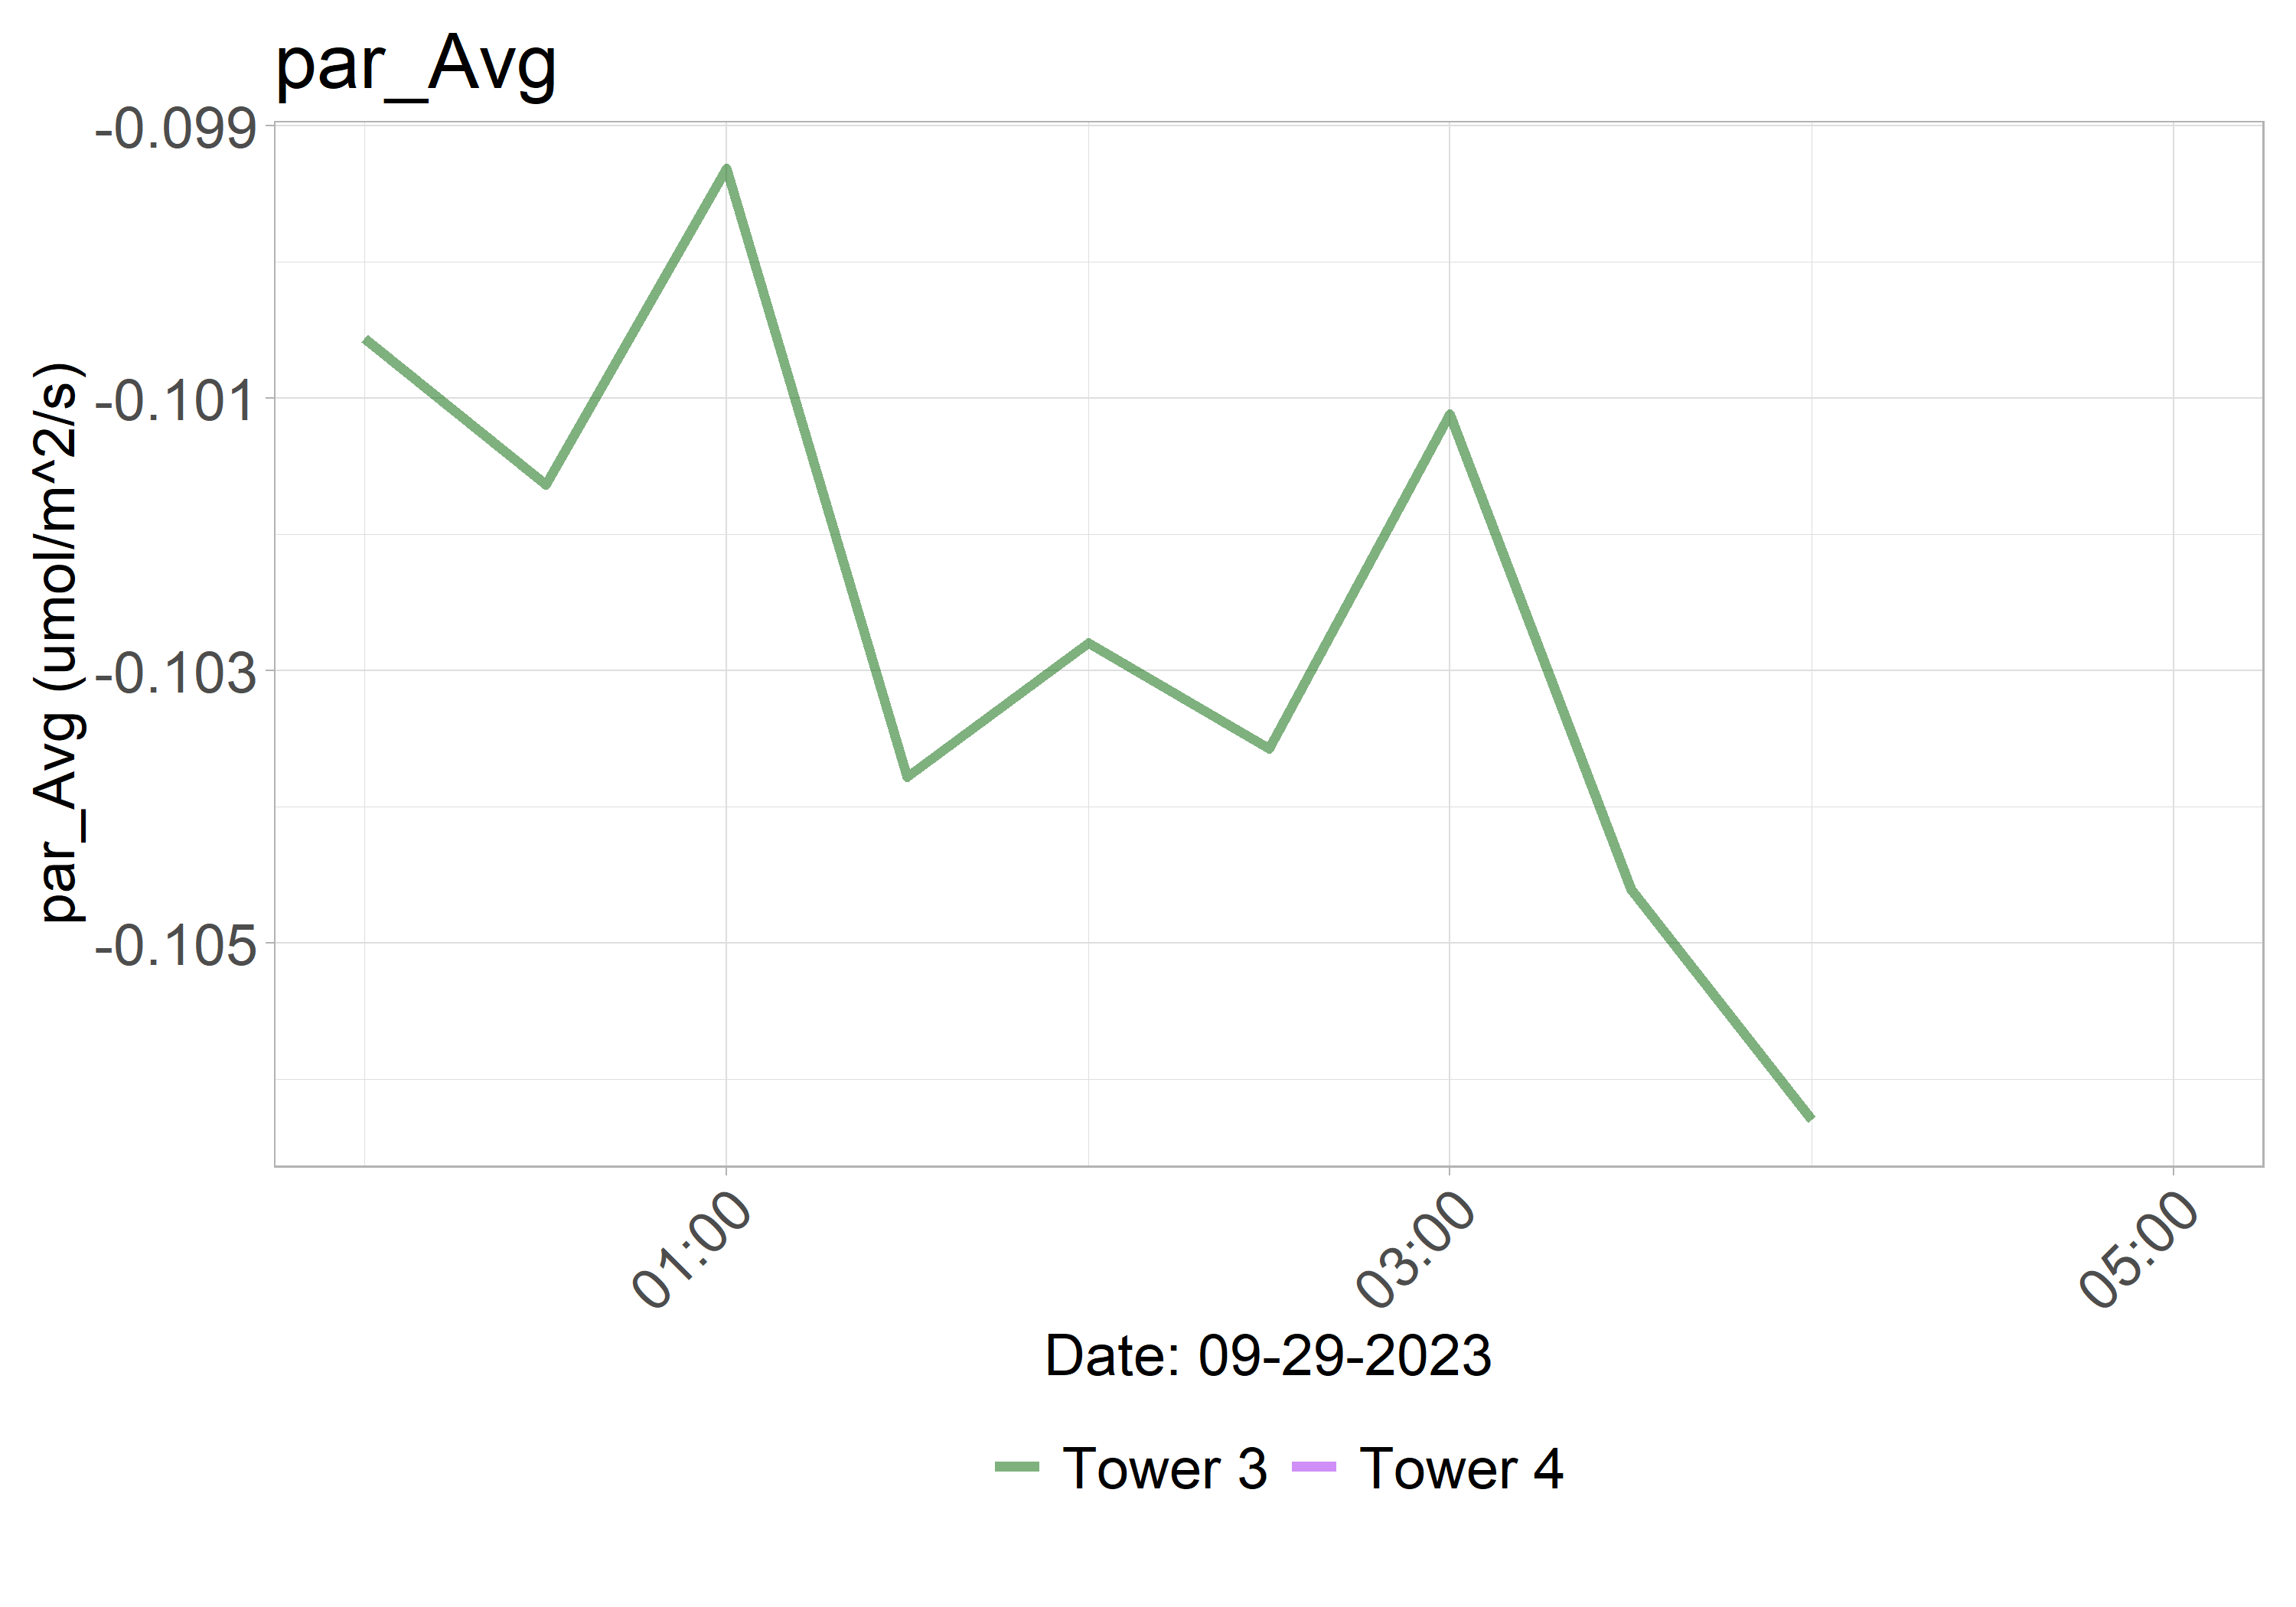 par_Avg
par_Avg (umol/m^2/s)
-0.099
-0.101
-0.103
-0.105
01:00
03:00
05:00
Date: 09-29-2023
Tower 3
Tower 4